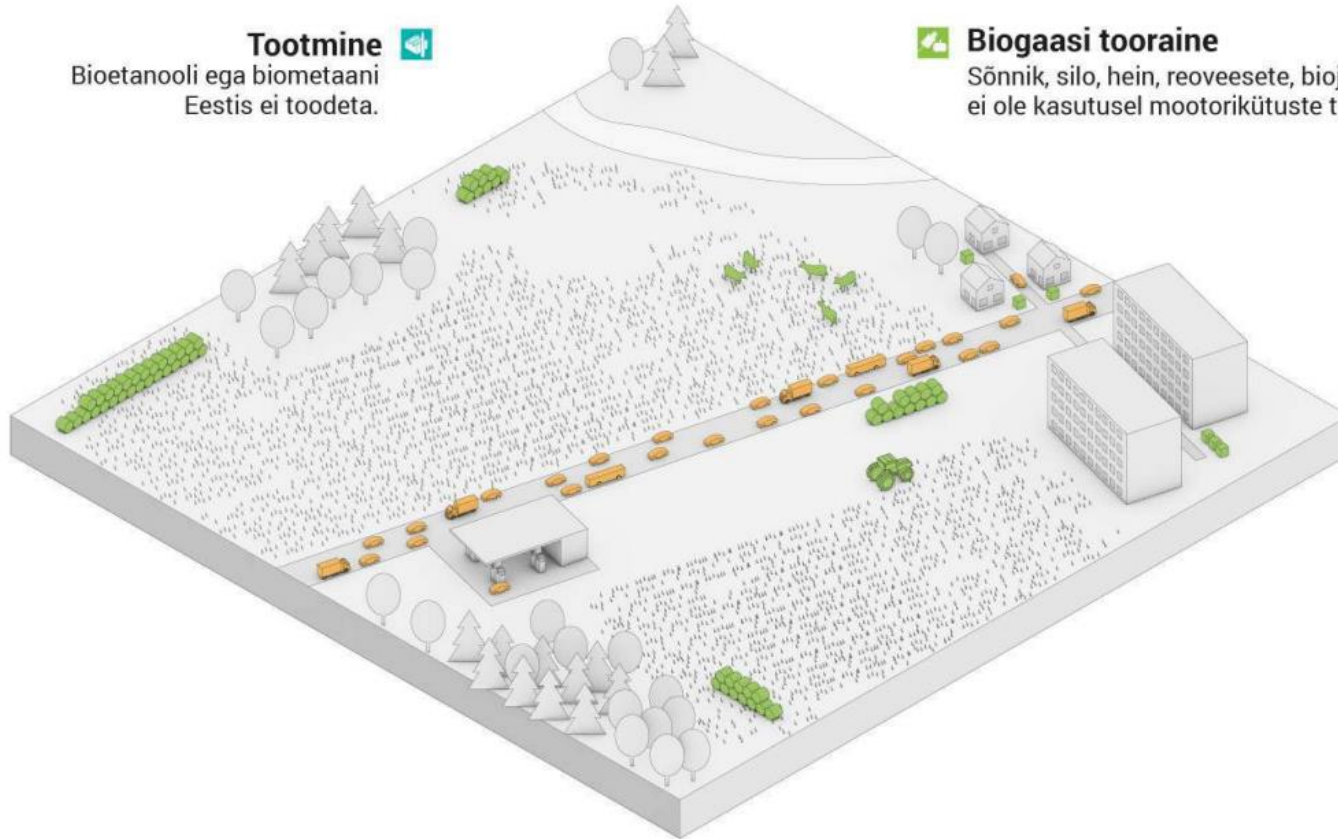 Tootmine
Bioetanooli ega biometaani
Eestis ei toodeta.
Biogaasi tooraine
Sõnnik, silo, hein, reoveesete,
ei ole kasutusel mootorikütuste